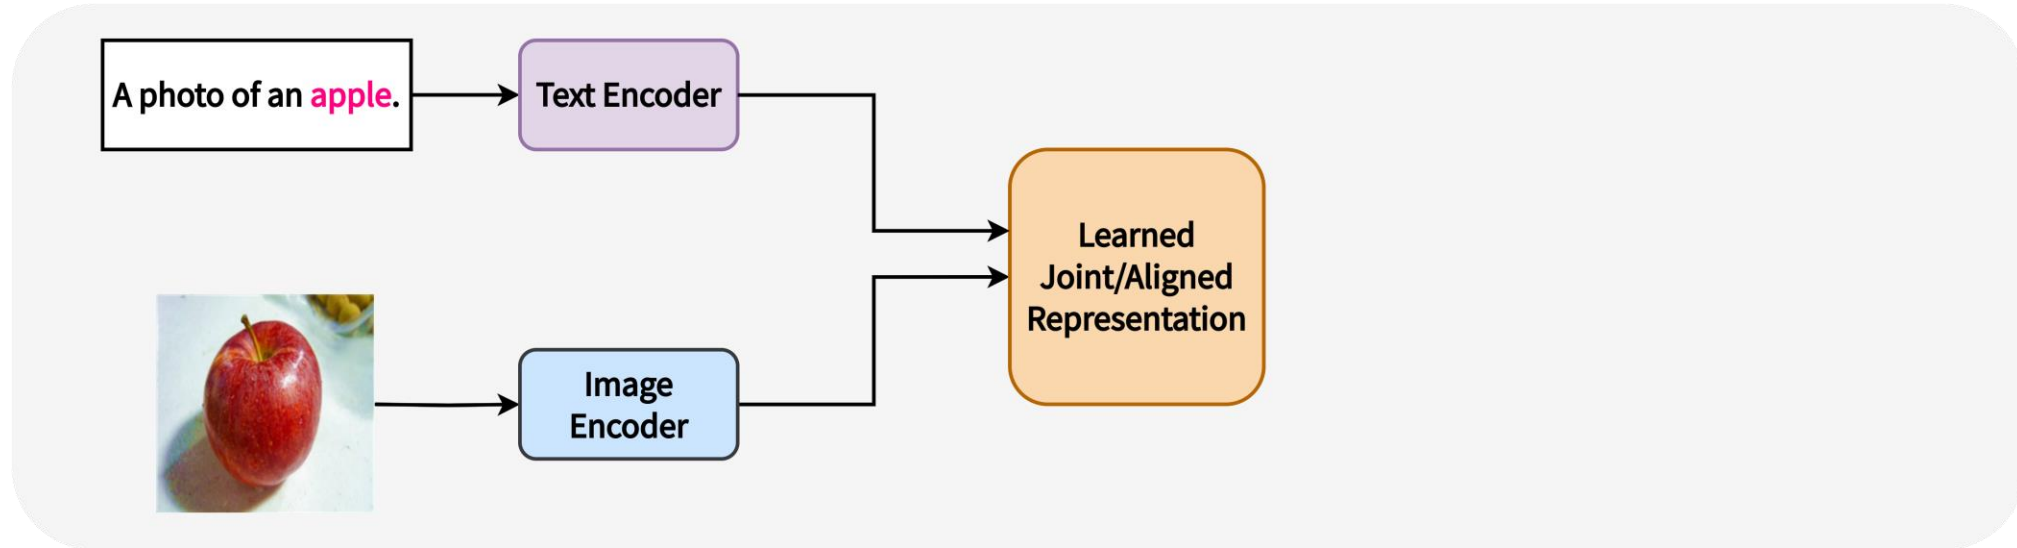 A photo of an apple.
Text Encoder
Learned
Joint/Aligned
Representation
Image
Encoder